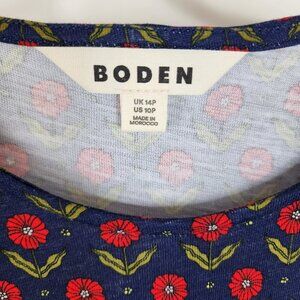 BODEN
UK 14P
US 10P
MADE IN
MOROCCO